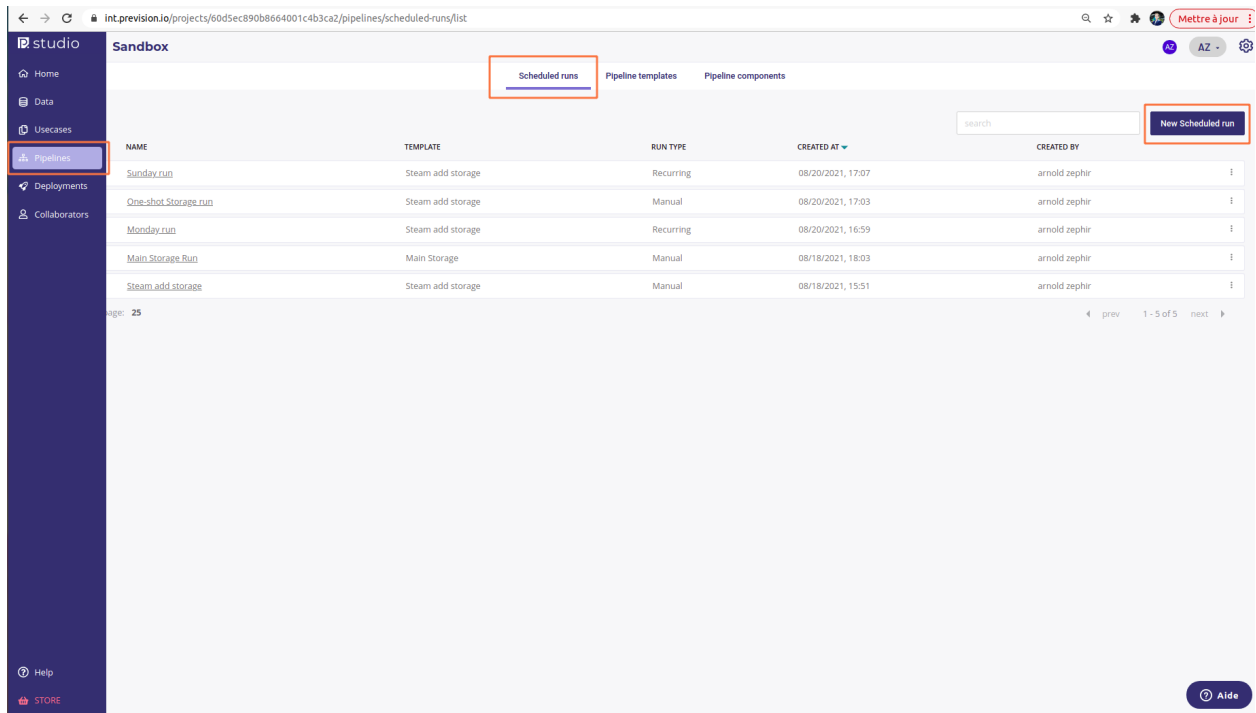 int.prevision.io/projects/60d5ec890b8664001c4b3ca2/pipelines/scheduled-runs/list
Mettre à jour
studio
Sandbox
AZ
AZ
Home
Scheduled runs Pipeline templates Pipeline components
Data
Usecases
search
New Scheduled run
NAME TEMPLATE RUN TYPE CREATED AT CREATED BY
Pipelines
Sunday run Steam add storage Recurring 08/20/2021, 17:07 arnold zephir
Deployments
One-shot Storage run Steam add storage Manual 08/20/2021, 17:03 arnold zephir
Collaborators
Monday run Steam add storage Recurring 08/20/2021, 16:59 arnold zephir
Main Storage Run Main Storage Manual 08/18/2021, 18:03 arnold zephir
Steam add storage Steam add storage Manual 08/18/2021, 15:51 arnold zephir
age: 25 prev 1 - 5 of 5 next
Help
STORE
Aide